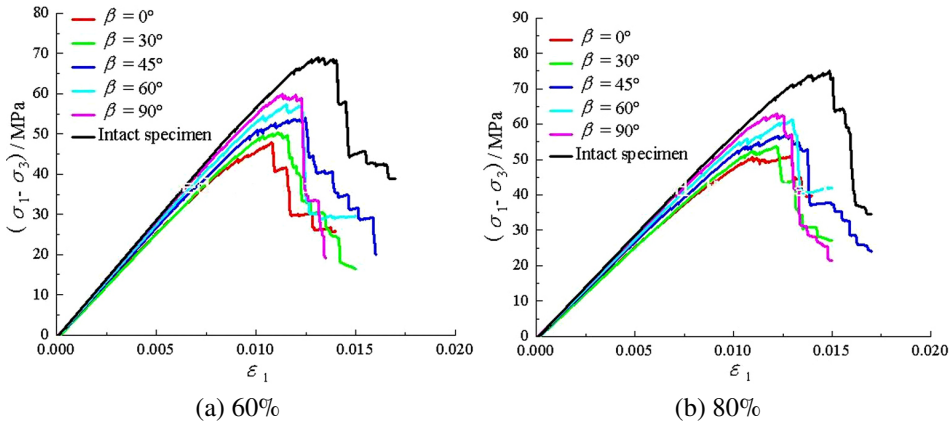 80
70
60
50
40
30
20
10
0
(σ1- σ3) / MPa
β = 0°
β = 30°
β = 45°
β = 60°
β = 90°
Intact specimen
0.000
0.005
0.010
0.015
0.020
ε 1
(a) 60%
90
80
70
60
50
40
30
20
10
0
(σ1- σ3) / MPa
β = 0°
β = 30°
β = 45°
β = 60°
β = 90°
Intact specimen
0.000
0.005
0.010
0.015
0.020
ε 1
(b) 80%